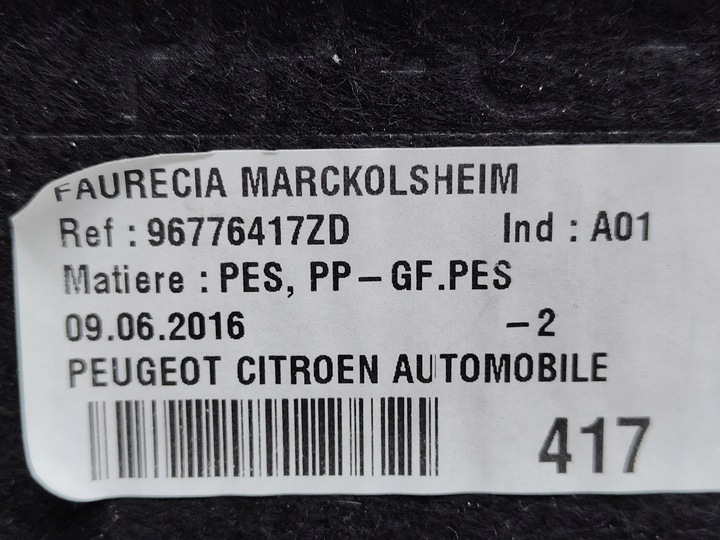 FAURECIA MARCKOLSHEIM
Ref : 96776417ZD Ind : A01
Matiere : PES, PP-GF.PES
09.06.2016 -2
PEUGEOT CITROEN AUTOMOBILE
417